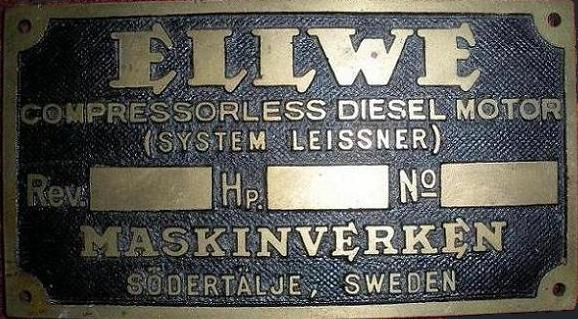 ELLWE
COMPRESSORLESS DIESEL MOTOR
(SYSTEM LEISSNER)
Rev. Hp. No
MASKINVERKEN
SÖDERTÄLJE, SWEDEN